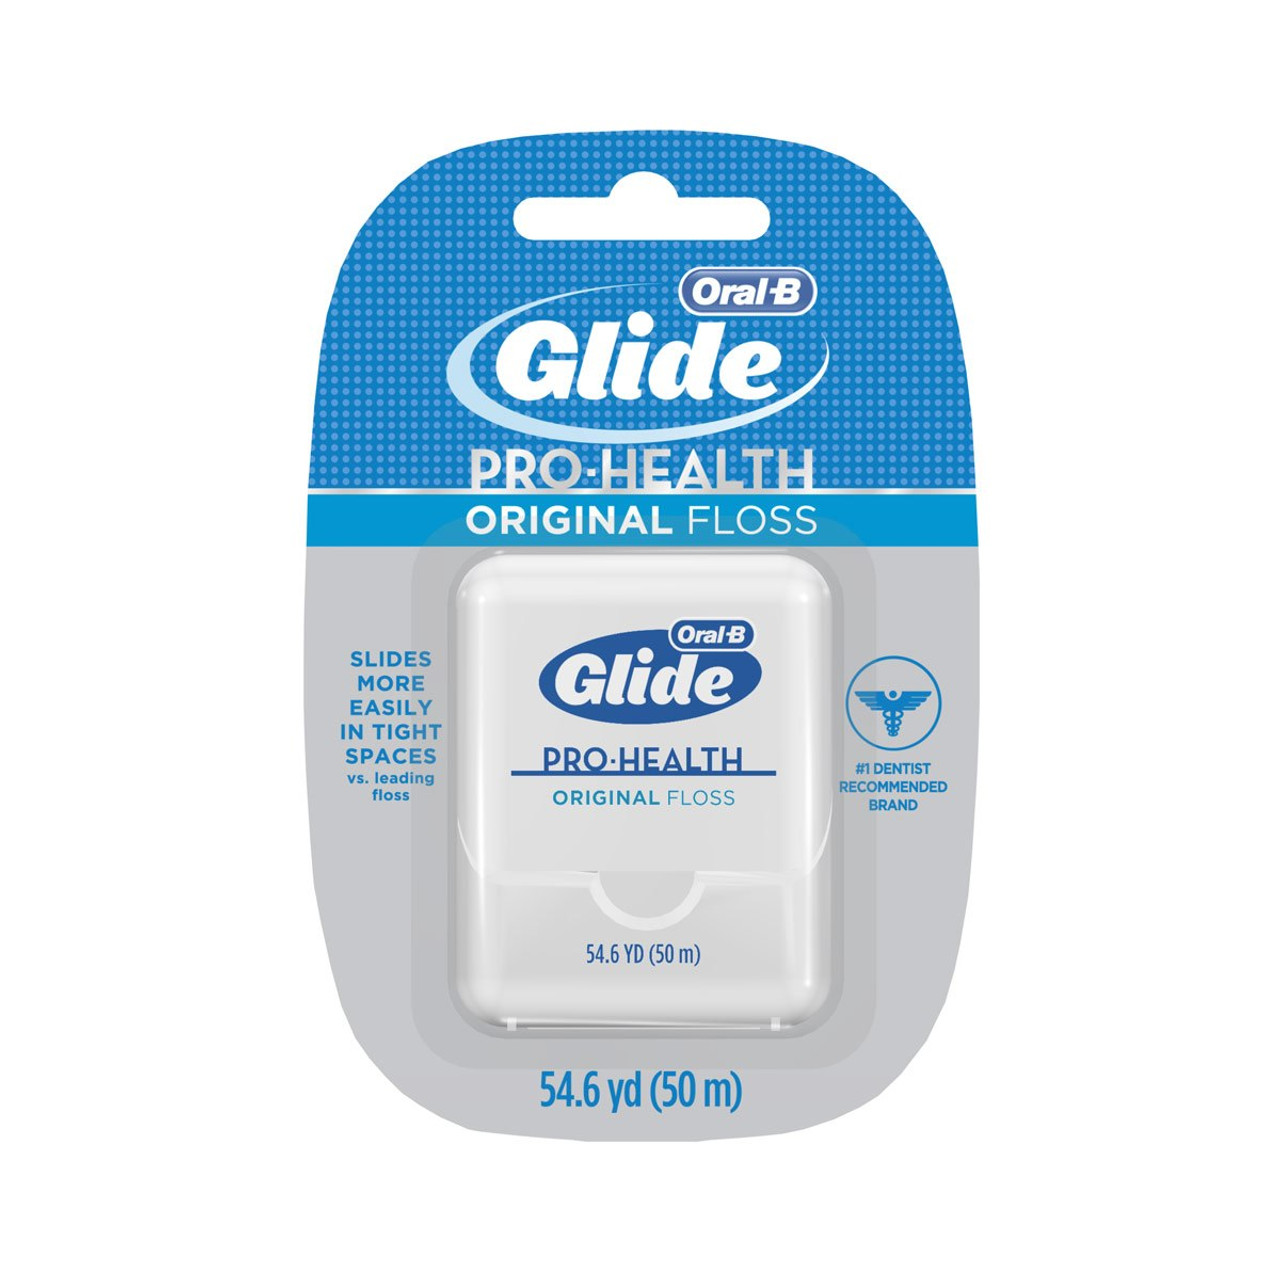 Oral-B
Glide
PRO-HEALTH
ORIGINAL FLOSS
SLIDES
MORE
EASILY
IN TIGHT
SPACES
vs. leading
floss
Oral-B
Glide
PRO-HEALTH
ORIGINAL FLOSS
54.6 YD (50 m)
#1 DENTIST
RECOMMENDED
BRAND
54.6 yd (50 m)